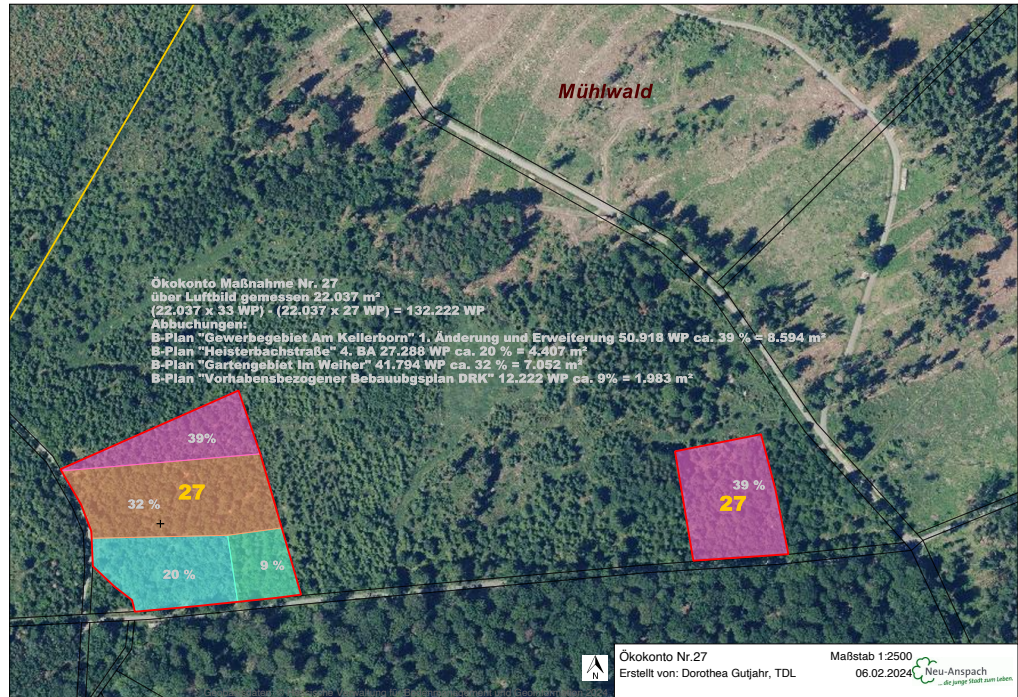 Mühlwald
Ökokonto Maßnahme Nr. 27
über Luftbild gemessen 22.037 m²
(22.037 x 33 WP) - (22.037 x 27 WP) = 132.222 WP
Abbuchungen:
B-Plan "Gewerbegebiet Am Kellerborn" 1. Änderung und Erweiterung 50.918 WP ca. 39 % = 8.594 m²
B-Plan "Heisterbachstraße" 4. BA 27.288 WP ca. 20 % = 4.407 m²
B-Plan "Gartengebiet Im Weiher" 41.794 WP ca. 32 % = 7.052 m²
B-Plan "Vorhabensbezogener Bebauubgsplan DRK" 12.222 WP ca. 9% = 1.983 m²
39%
32 %
27
20 %
9 %
39 %
27
N
Ökokonto Nr.27
Erstellt von: Dorothea Gutjahr, TDL
Maßstab 1:2500
06.02.2024
Neu-Anspach
... die junge Stadt zum Leben.